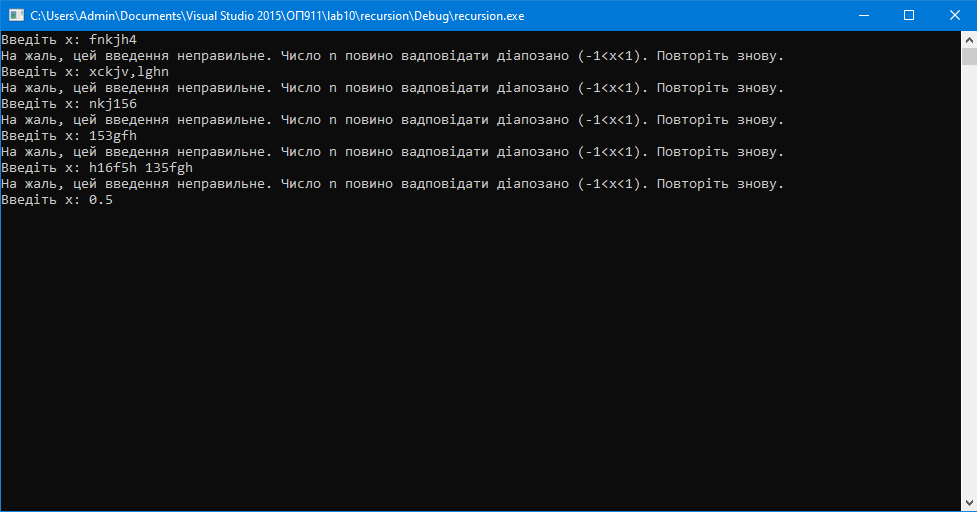 C:\Users\Admin\Documents\Visual Studio 2015\ОП911\lab10\recursion\Debug\recursion.exe
Введіть x: fnkjh4
На жаль, цей введення неправильне. Число n повино вадповідати діапозано (-1<x<1). Повторіть знову.
Введіть x: xckjv,lghn
На жаль, цей введення неправильне. Число n повино вадповідати діапозано (-1<x<1). Повторіть знову.
Введіть x: nkj156
На жаль, цей введення неправильне. Число n повино вадповідати діапозано (-1<x<1). Повторіть знову.
Введіть x: 153gfh
На жаль, цей введення неправильне. Число n повино вадповідати діапозано (-1<x<1). Повторіть знову.
Введіть x: h16f5h 135fgh
На жаль, цей введення неправильне. Число n повино вадповідати діапозано (-1<x<1). Повторіть знову.
Введіть x: 0.5